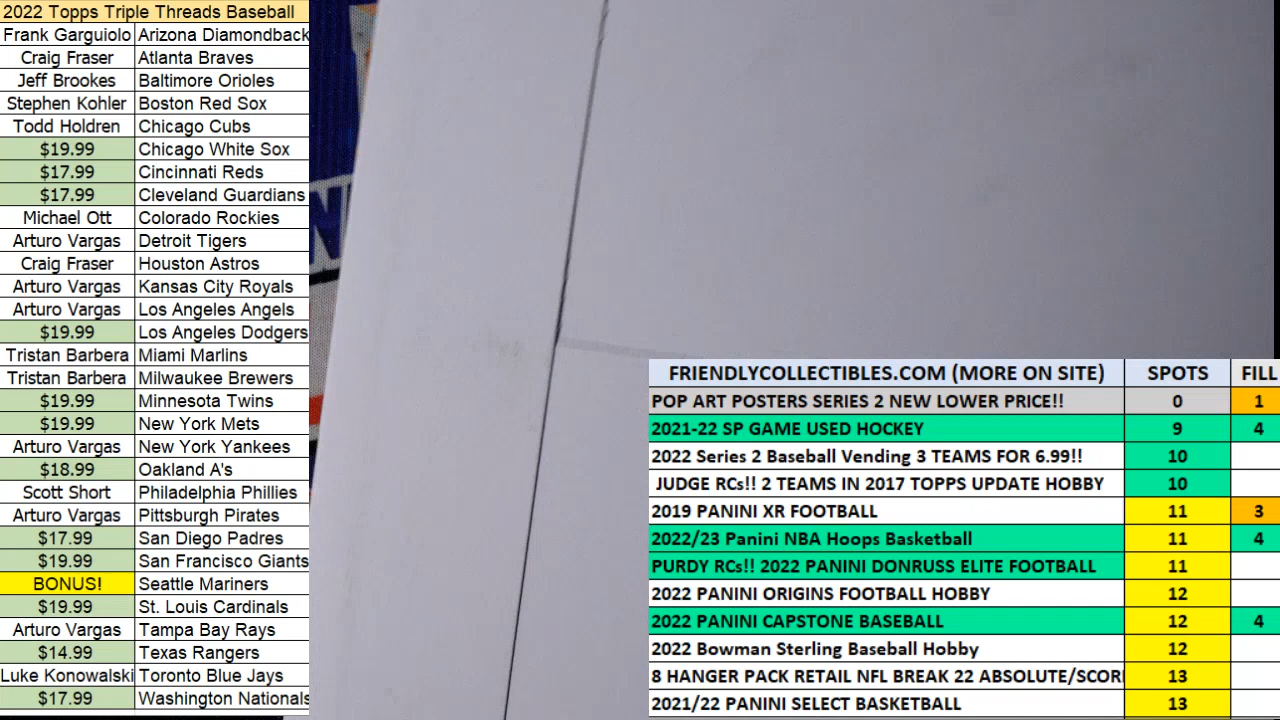 2022 Topps Triple Threads Baseball
Frank Garguiolo Arizona Diamondback
Craig Fraser Atlanta Braves
Jeff Brookes Baltimore Orioles
Stephen Kohler Boston Red Sox
Todd Holdren Chicago Cubs
$19.99 Chicago White Sox
$17.99 Cincinnati Reds
$17.99 Cleveland Guardians
Michael Ott Colorado Rockies
Arturo Vargas Detroit Tigers
Craig Fraser Houston Astros
Arturo Vargas Kansas City Royals
Arturo Vargas Los Angeles Angels
$19.99 Los Angeles Dodgers
Tristan Barbera Miami Marlins
Tristan Barbera Milwaukee Brewers
$19.99 Minnesota Twins
$19.99 New York Mets
Arturo Vargas New York Yankees
$18.99 Oakland A's
Scott Short Philadelphia Phillies
Arturo Vargas Pittsburgh Pirates
$17.99 San Diego Padres
$19.99 San Francisco Giants
BONUS! Seattle Mariners
$19.99 St. Louis Cardinals
Arturo Vargas Tampa Bay Rays
$14.99 Texas Rangers
Luke Konowalski Toronto Blue Jays
$17.99 Washington Nationals
FRIENDLYCOLLECTIBLES.COM (MORE ON SITE) SPOTS FILL
POP ART POSTERS SERIES 2 NEW LOWER PRICE!! 0 1
2021-22 SP GAME USED HOCKEY 9 4
2022 Series 2 Baseball Vending 3 TEAMS FOR 6.99!! 10
JUDGE RCs!! 2 TEAMS IN 2017 TOPPS UPDATE HOBBY 10
2019 PANINI XR FOOTBALL 11 3
2022/23 Panini NBA Hoops Basketball 11 4
PURDY RCs!! 2022 PANINI DONRUSS ELITE FOOTBALL 11
2022 PANINI ORIGINS FOOTBALL HOBBY 12
2022 PANINI CAPSTONE BASEBALL 12 4
2022 Bowman Sterling Baseball Hobby 12
8 HANGER PACK RETAIL NFL BREAK 22 ABSOLUTE/SCORE 13
2021/22 PANINI SELECT BASKETBALL 13